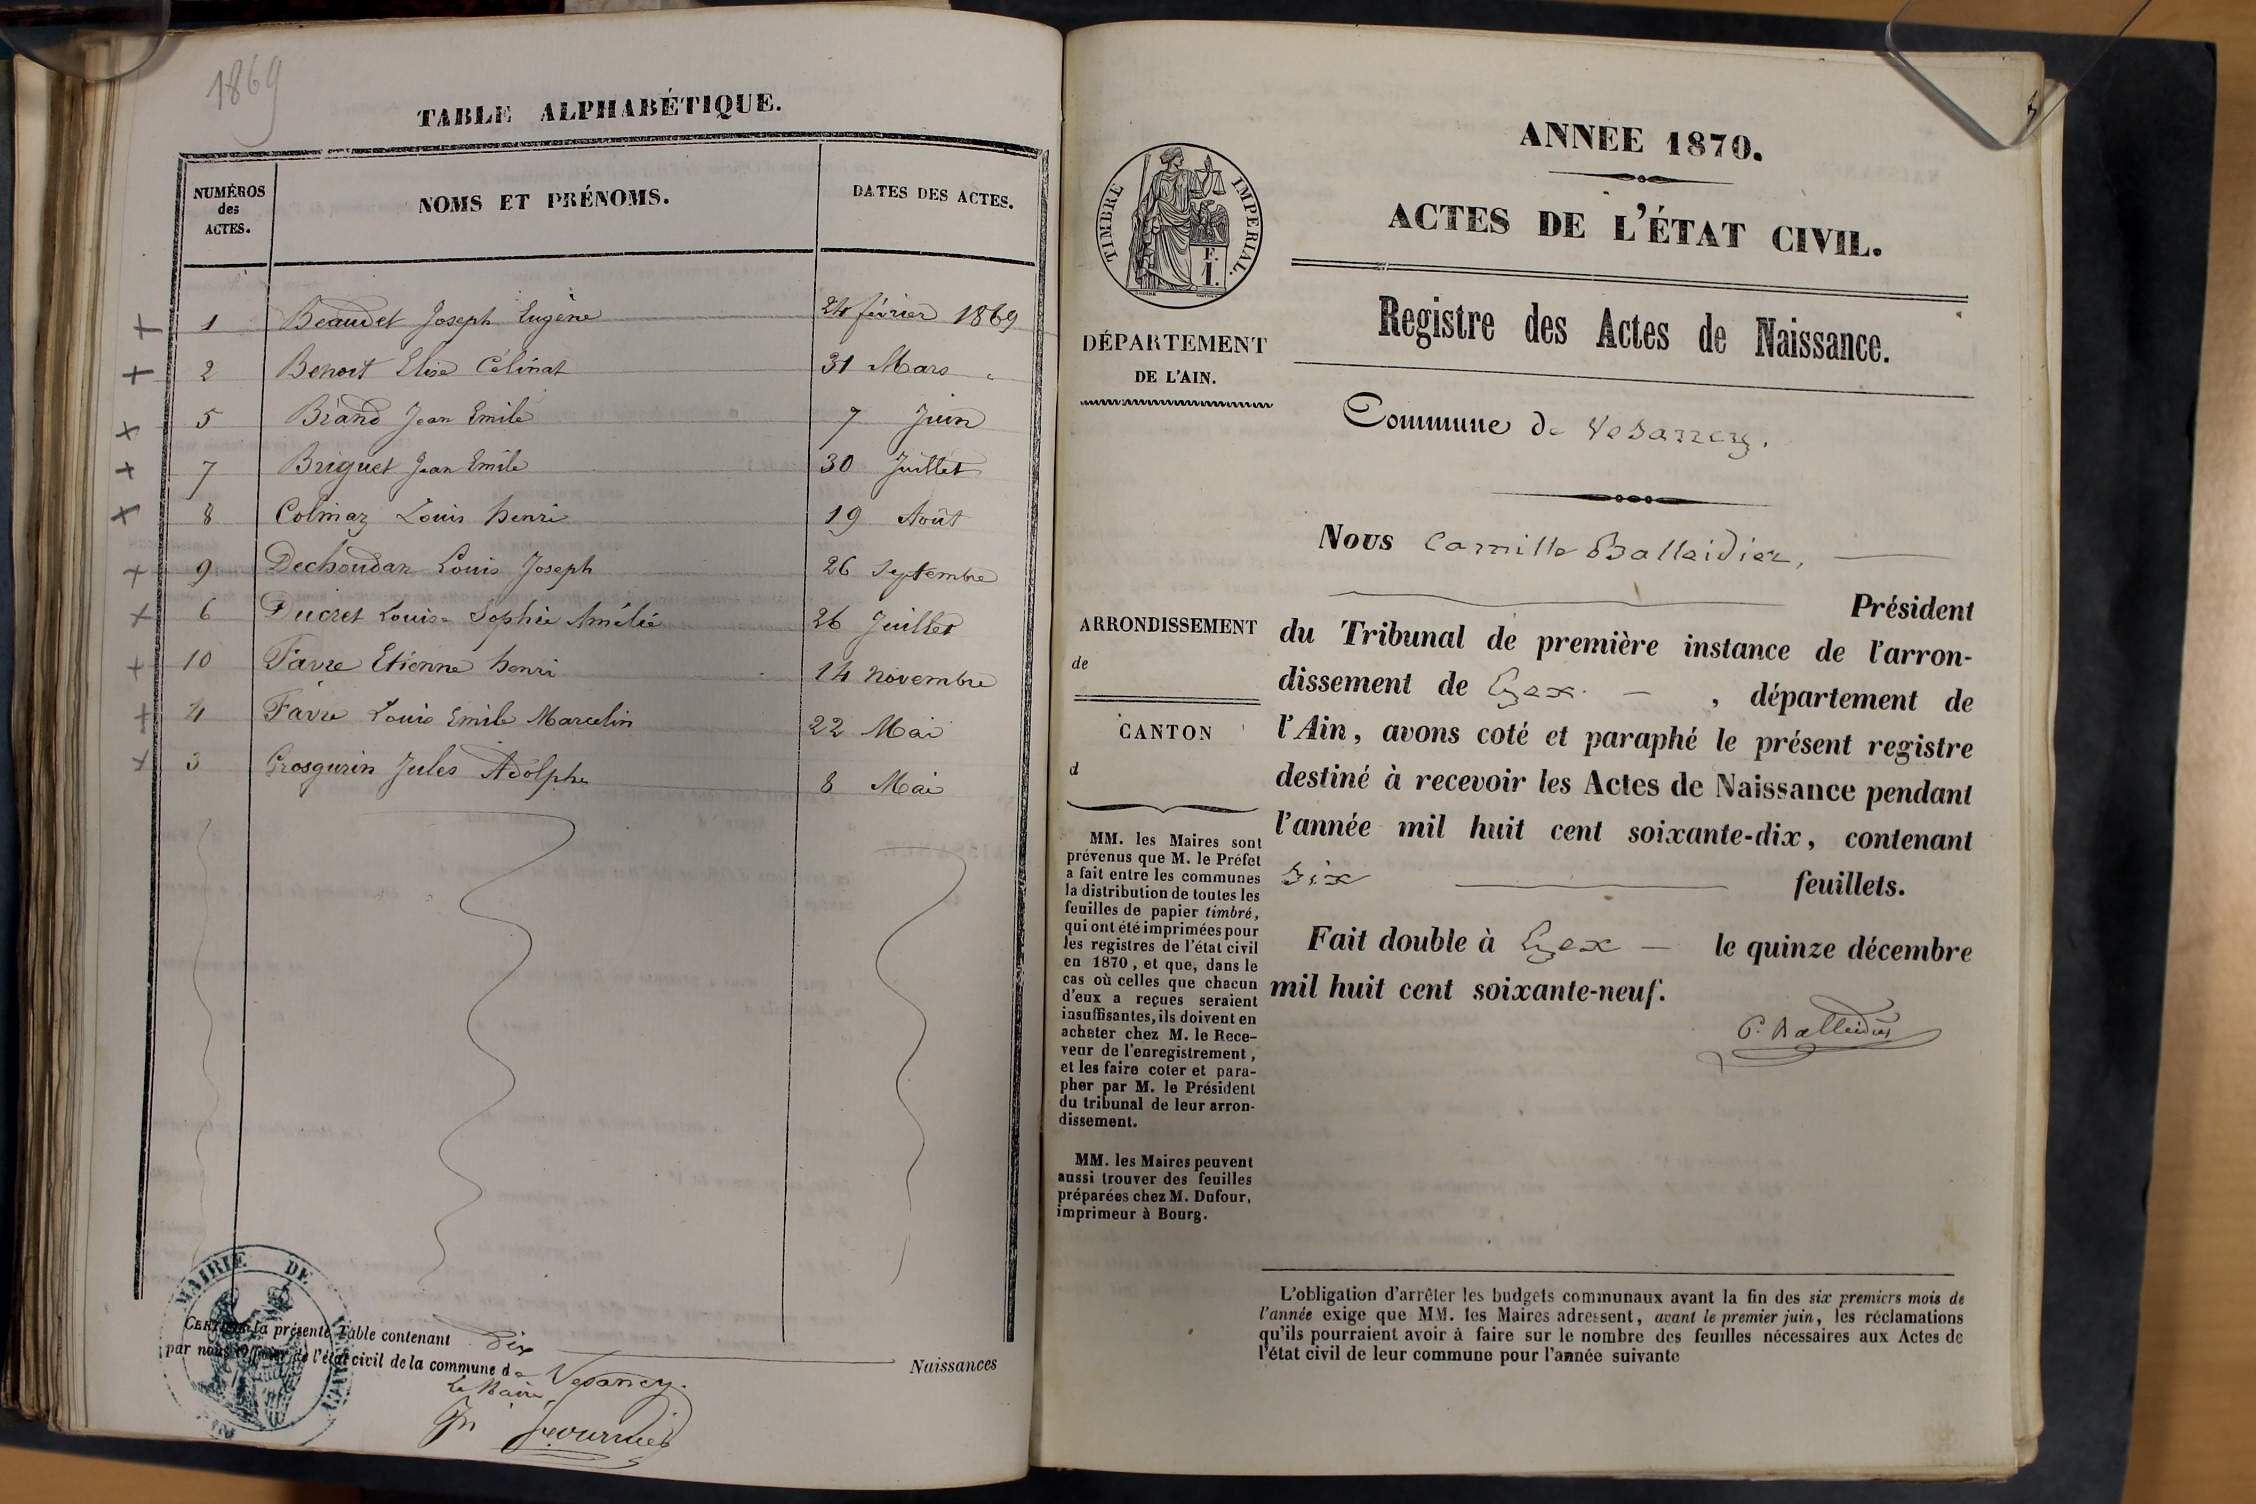 1869
TABLE ALPHABÉTIQUE.
NUMÉROS des ACTES.
NOMS ET PRÉNOMS.
DATES DES ACTES.
1 Beaudet Joseph Eugène 24 février 1869
2 Benoit Elise Célinat 31 Mars "
5 Briand Jean Emile 7 Juin
7 Briguet Jean Emile 30 Juillet
8 Colmaz Louis henri 19 Août
9 Dechoudan Louis Joseph 26 Septembre
6 Ducret Louise Sophie Amélie 26 Juillet
10 Favre Etienne henri 14 novembre
4 Favre Louis Emile Marcelin 22 Mai
3 Grosgurin Jules Adolphe 8 Mai
CERTIFIÉ la présente Table contenant Dix Naissances
par nous Officier de l'état civil de la commune de Vesancy.
Le Maire
MAIRIE DE
ANNÉE 1870.
ACTES DE L'ÉTAT CIVIL.
Registre des Actes de Naissance.
TIMBRE IMPERIAL.
F. 1.
DÉPARTEMENT
DE L'AIN.
Commune de Vesancy.
Nous Camille Balleidier,
Président
du Tribunal de première instance de l'arron-
dissement de Gex. , département de
l'Ain, avons coté et paraphé le présent registre
destiné à recevoir les Actes de Naissance pendant
l'année mil huit cent soixante-dix, contenant
Six feuillets.
Fait double à Gex le quinze décembre
mil huit cent soixante-neuf.
C. Balleidier
ARRONDISSEMENT
de
CANTON
d
MM. les Maires sont
prévenus que M. le Préfet
a fait entre les communes
la distribution de toutes les
feuilles de papier timbré,
qui ont été imprimées pour
les registres de l'état civil
en 1870, et que, dans le
cas où celles que chacun
d'eux a reçues seraient
insuffisantes, ils doivent en
acheter chez M. le Rece-
veur de l'enregistrement,
et les faire coter et para-
pher par M. le Président
du tribunal de leur arron-
dissement.
MM. les Maires peuvent
aussi trouver des feuilles
préparées chez M. Dufour,
imprimeur à Bourg.
L'obligation d'arrêter les budgets communaux avant la fin des six premiers mois de
l'année exige que MM. les Maires adressent, avant le premier juin, les réclamations
qu'ils pourraient avoir à faire sur le nombre des feuilles nécessaires aux Actes de
l'état civil de leur commune pour l'année suivante